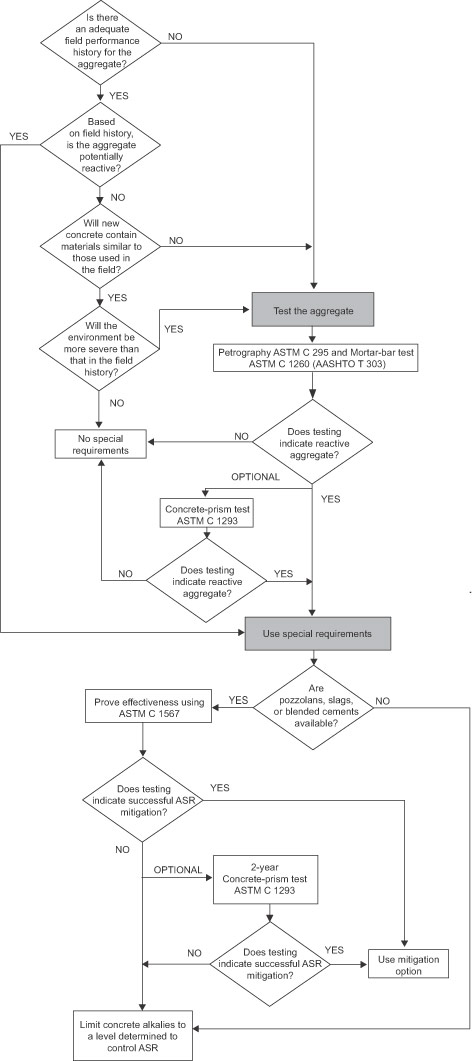 Is there
an adequate
field performance
history for the
aggregate?
NO
YES
YES
Based
on field history,
is the aggregate
potentially
reactive?
NO
Will new
concrete contain
materials similar to
those used in
the field?
NO
YES
Will the
environment be
more severe than
that in the field
history?
YES
NO
Test the aggregate
Petrography ASTM C 295 and Mortar-bar test
ASTM C 1260 (AASHTO T 303)
No special
requirements
NO
Does testing
indicate reactive
aggregate?
OPTIONAL
YES
Concrete-prism test
ASTM C 1293
NO
Does testing
indicate reactive
aggregate?
YES
Use special requirements
Are
pozzolans, slags,
or blended cements
available?
YES
NO
Prove effectiveness using
ASTM C 1567
Does testing
indicate successful ASR
mitigation?
YES
NO
OPTIONAL
2-year
Concrete-prism test
ASTM C 1293
NO
Does testing
indicate successful ASR
mitigation?
YES
Use mitigation
option
Limit concrete alkalies to
a level determined to
control ASR